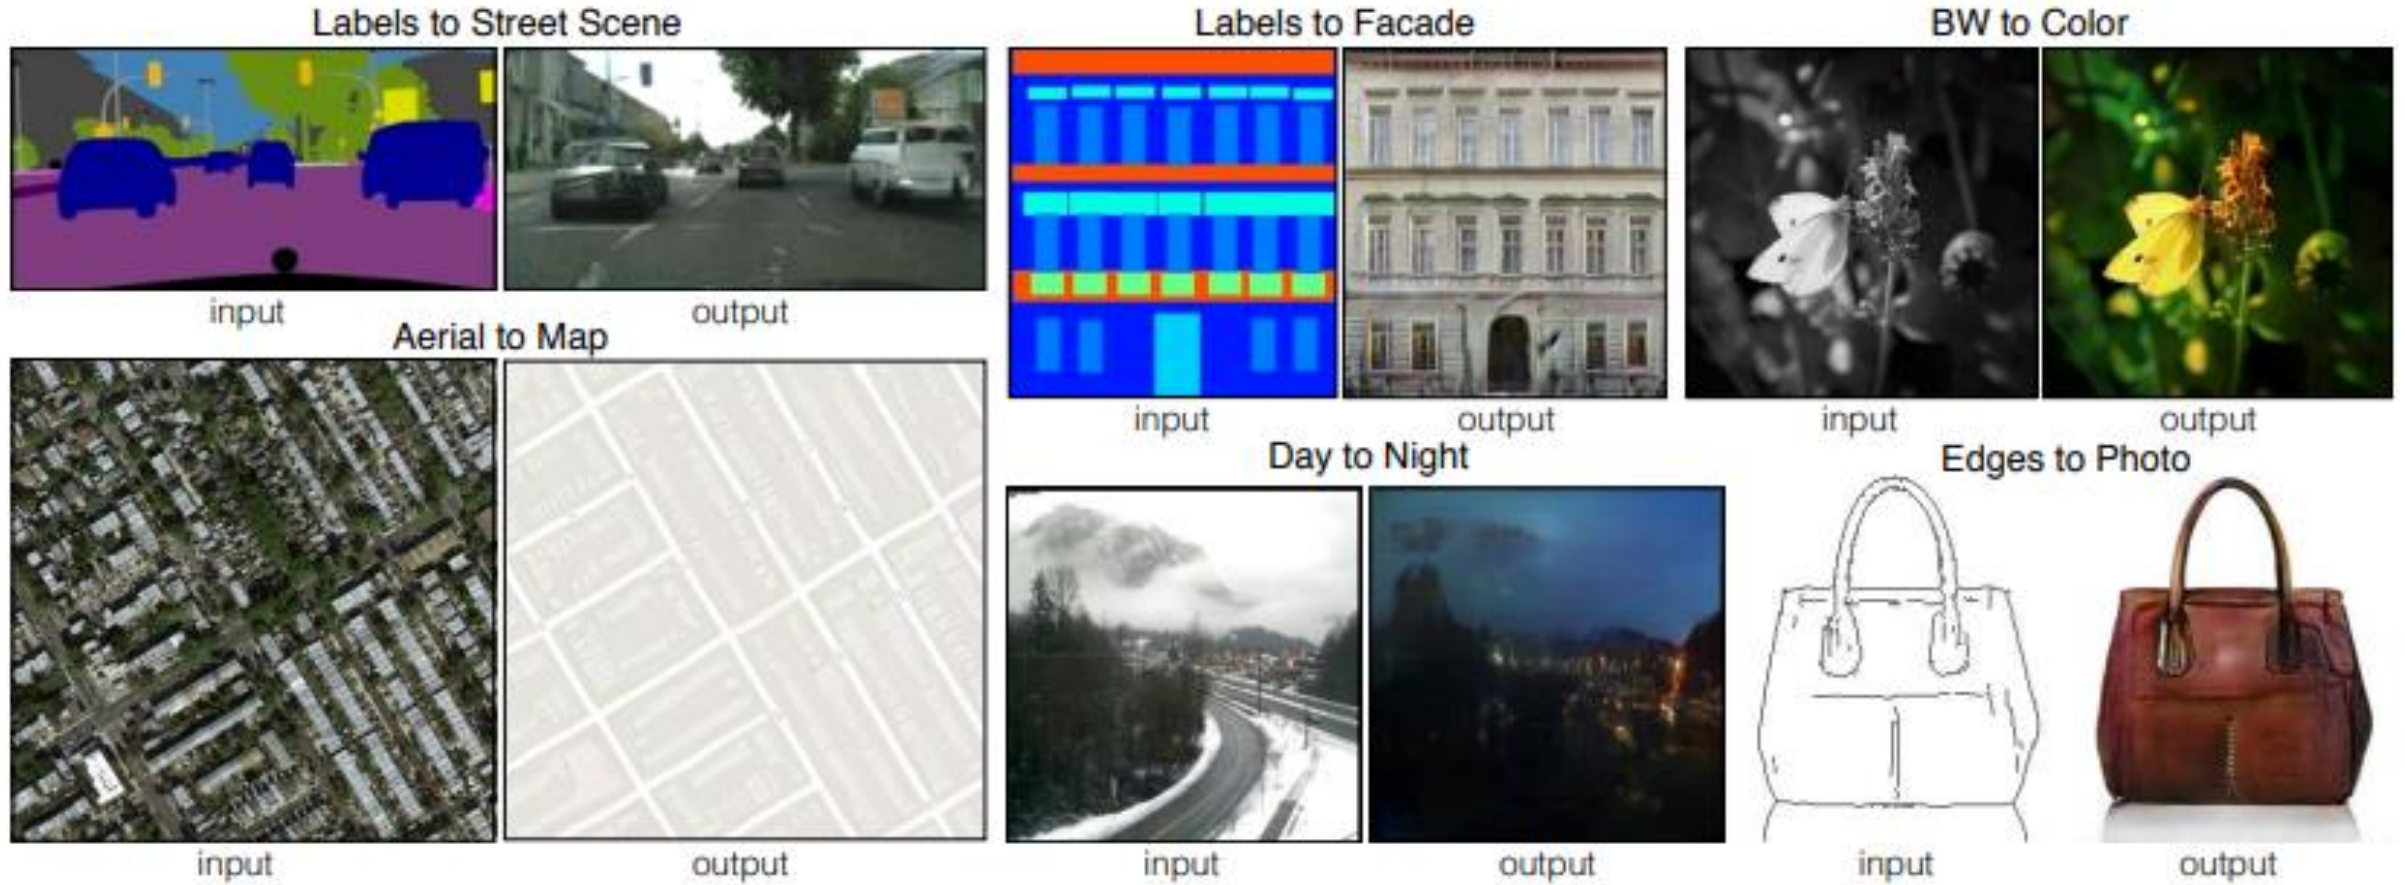 Labels to Street Scene
input
output
Aerial to Map
input
output
Labels to Facade
input
output
BW to Color
input
output
Day to Night
input
output
Edges to Photo
input
output